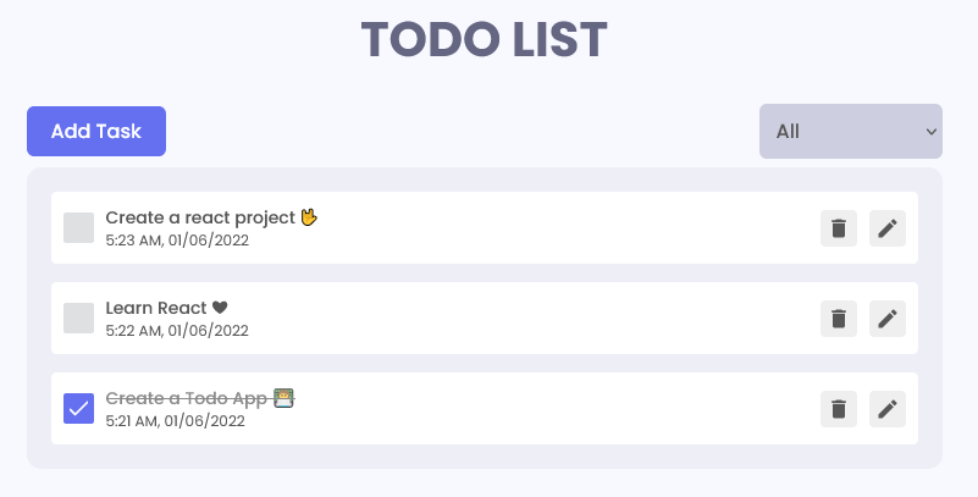 TODO LIST
Add Task
All
Create a react project 🖖
5:23 AM, 01/06/2022
Learn React ♥
5:22 AM, 01/06/2022
Create a Todo App 👨‍🏫
5:21 AM, 01/06/2022